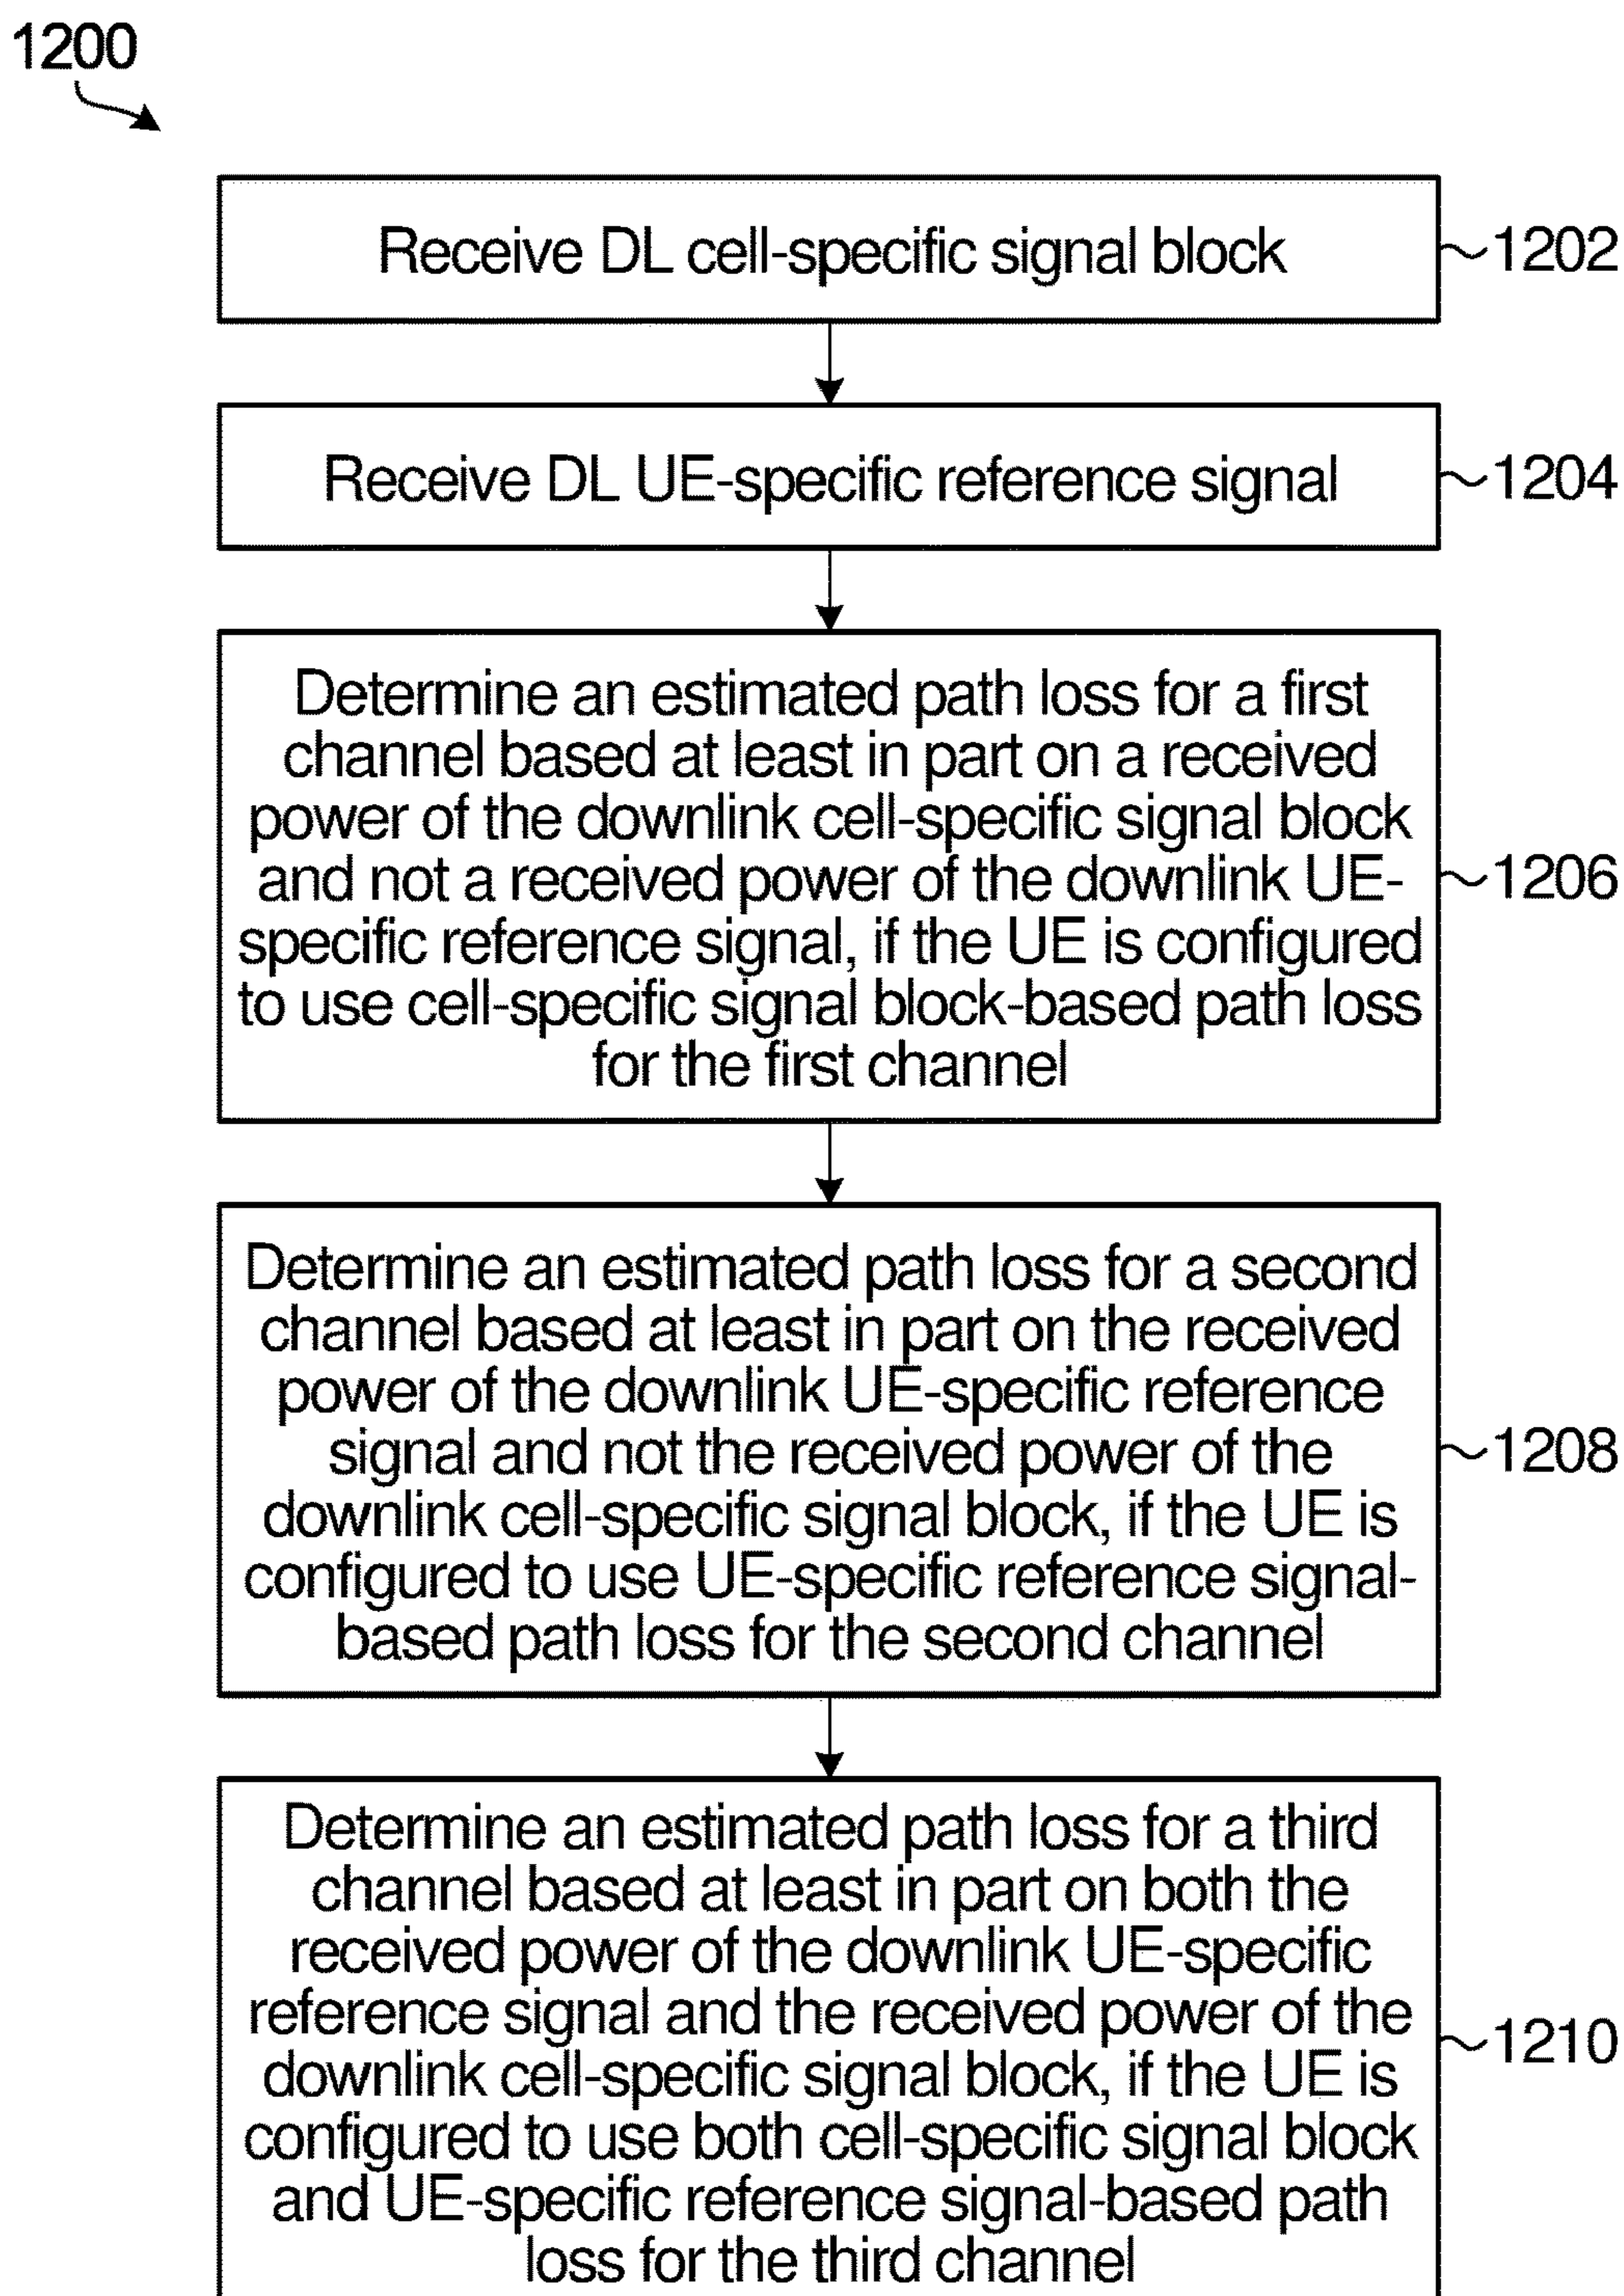 1200
Receive DL cell-specific signal block
1202
Receive DL UE-specific reference signal
1204
Determine an estimated path loss for a first
channel based at least in part on a received
power of the downlink cell-specific signal block
and not a received power of the downlink UE-
specific reference signal, if the UE is configured
to use cell-specific signal block-based path loss
for the first channel
1206
Determine an estimated path loss for a second
channel based at least in part on the received
power of the downlink UE-specific reference
signal and not the received power of the
downlink cell-specific signal block, if the UE is
configured to use UE-specific reference signal-
based path loss for the second channel
1208
Determine an estimated path loss for a third
channel based at least in part on both the
received power of the downlink UE-specific
reference signal and the received power of the
downlink cell-specific signal block, if the UE is
configured to use both cell-specific signal block
and UE-specific reference signal-based path
loss for the third channel
1210